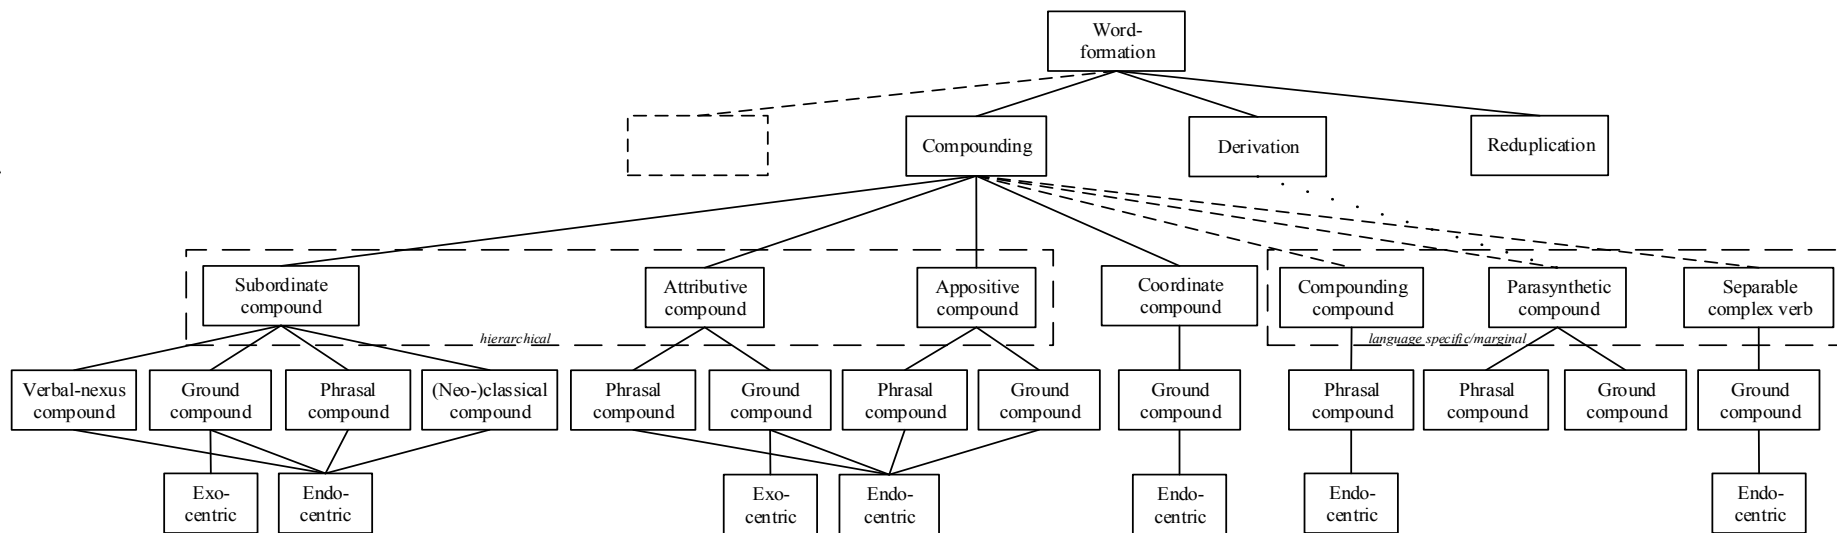 Word-
formation
Compounding
Derivation
Reduplication
Subordinate
compound
Attributive
compound
Appositive
compound
Coordinate
compound
Compounding
compound
Parasynthetic
compound
Separable
complex verb
hierarchical
language specific/marginal
Verbal-nexus
compound
Ground
compound
Phrasal
compound
(Neo-)classical
compound
Phrasal
compound
Ground
compound
Phrasal
compound
Ground
compound
Ground
compound
Phrasal
compound
Phrasal
compound
Ground
compound
Ground
compound
Exo-
centric
Endo-
centric
Exo-
centric
Endo-
centric
Endo-
centric
Endo-
centric
Endo-
centric